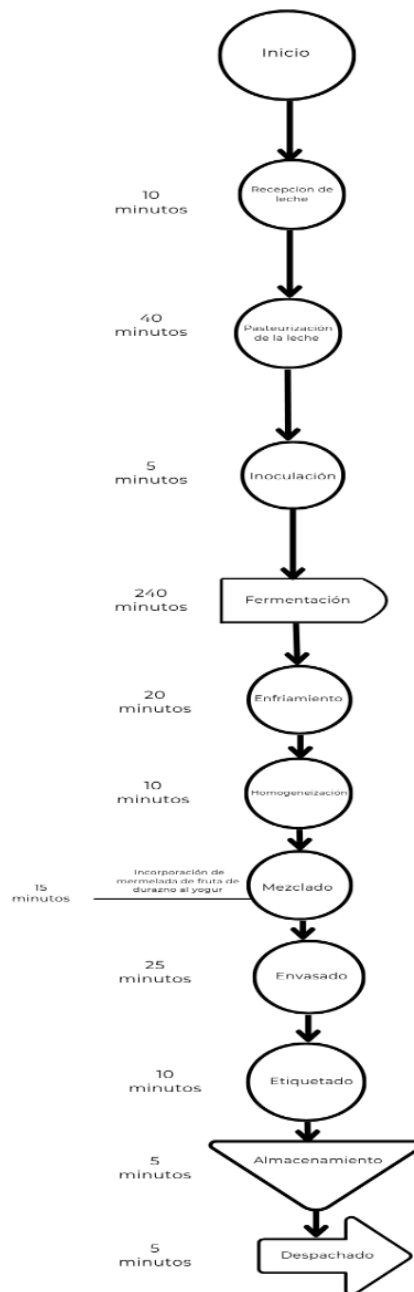 Inicio
10
minutos
Recepcion de
leche
40
minutos
Pasteurización
de la leche
5
minutos
Inoculación
240
minutos
Fermentación
20
minutos
Enfriamiento
10
minutos
Homogeneización
15
minutos
Incorporación de
mermelada de fruta de
durazno al yogur
Mezclado
25
minutos
Envasado
10
minutos
Etiquetado
5
minutos
Almacenamiento
5
minutos
Despachado